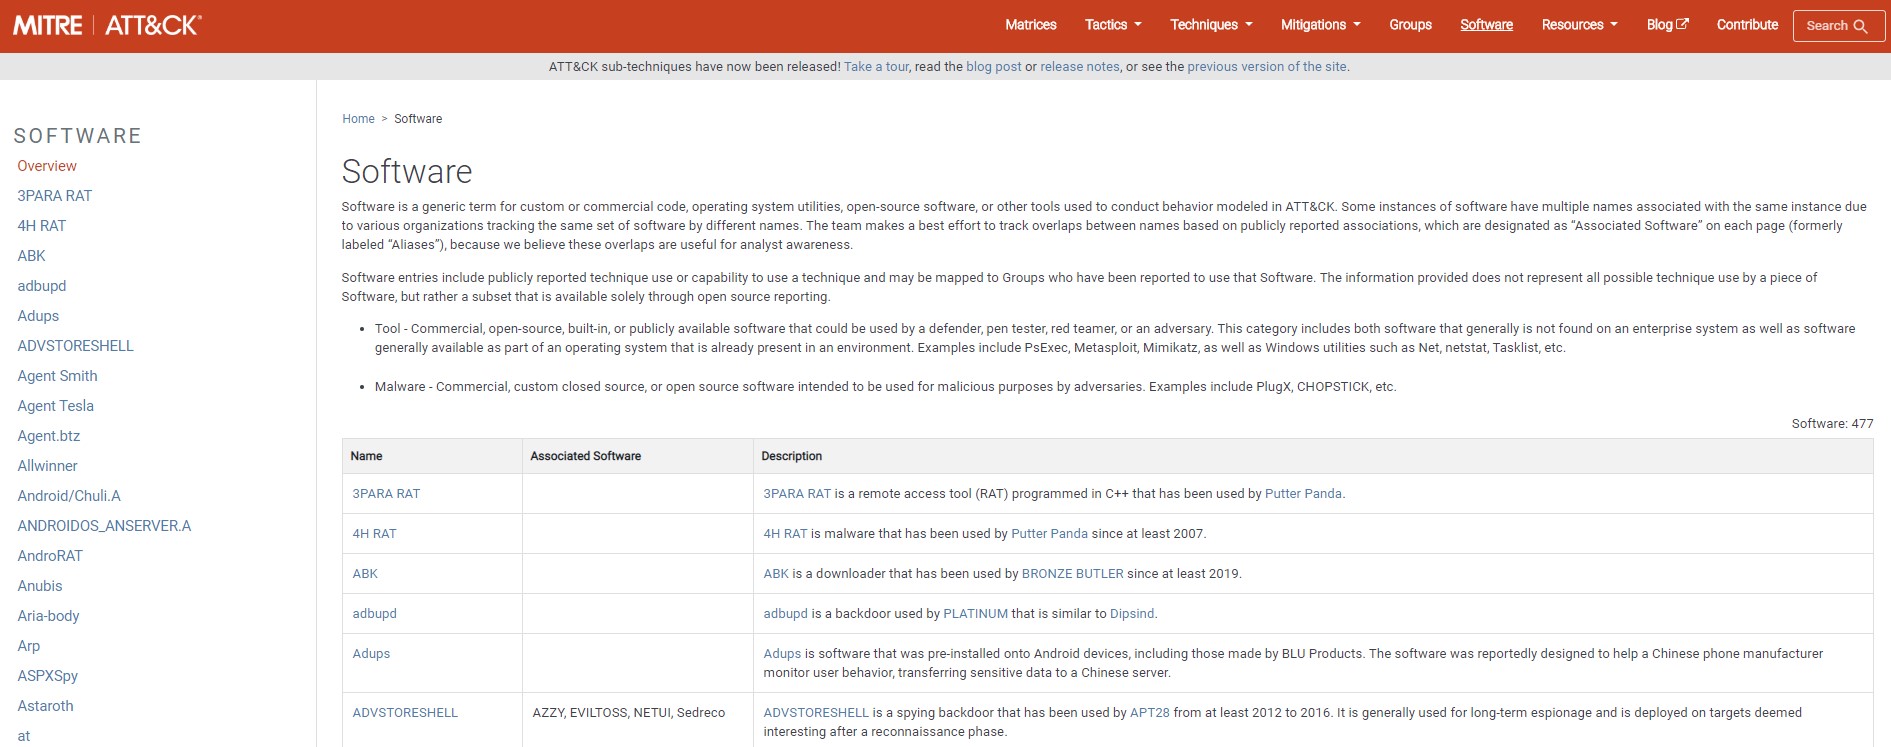 MITRE | ATT&CK®
Matrices Tactics Techniques Mitigations Groups Software Resources Blog Contribute Search
ATT&CK sub-techniques have now been released! Take a tour, read the blog post or release notes, or see the previous version of the site.
SOFTWARE
Overview
3PARA RAT
4H RAT
ABK
adbupd
Adups
ADVSTORESHELL
Agent Smith
Agent Tesla
Agent.btz
Allwinner
Android/Chuli.A
ANDROIDOS_ANSERVER.A
AndroRAT
Anubis
Aria-body
Arp
ASPXSpy
Astaroth
at
Home > Software
Software
Software is a generic term for custom or commercial code, operating system utilities, open-source software, or other tools used to conduct behavior modeled in ATT&CK. Some instances of software have multiple names associated with the same instance due
to various organizations tracking the same set of software by different names. The team makes a best effort to track overlaps between names based on publicly reported associations, which are designated as “Associated Software” on each page (formerly
labeled “Aliases”), because we believe these overlaps are useful for analyst awareness.
Software entries include publicly reported technique use or capability to use a technique and may be mapped to Groups who have been reported to use that Software. The information provided does not represent all possible technique use by a piece of
Software, but rather a subset that is available solely through open source reporting.
• Tool - Commercial, open-source, built-in, or publicly available software that could be used by a defender, pen tester, red teamer, or an adversary. This category includes both software that generally is not found on an enterprise system as well as software
generally available as part of an operating system that is already present in an environment. Examples include PsExec, Metasploit, Mimikatz, as well as Windows utilities such as Net, netstat, Tasklist, etc.
• Malware - Commercial, custom closed source, or open source software intended to be used for malicious purposes by adversaries. Examples include PlugX, CHOPSTICK, etc.
Software: 477
Name Associated Software Description
3PARA RAT 3PARA RAT is a remote access tool (RAT) programmed in C++ that has been used by Putter Panda.
4H RAT 4H RAT is malware that has been used by Putter Panda since at least 2007.
ABK ABK is a downloader that has been used by BRONZE BUTLER since at least 2019.
adbupd adbupd is a backdoor used by PLATINUM that is similar to Dipsind.
Adups Adups is software that was pre-installed onto Android devices, including those made by BLU Products. The software was reportedly designed to help a Chinese phone manufacturer
monitor user behavior, transferring sensitive data to a Chinese server.
ADVSTORESHELL AZZY, EVILTOSS, NETUI, Sedreco ADVSTORESHELL is a spying backdoor that has been used by APT28 from at least 2012 to 2016. It is generally used for long-term espionage and is deployed on targets deemed
interesting after a reconnaissance phase.